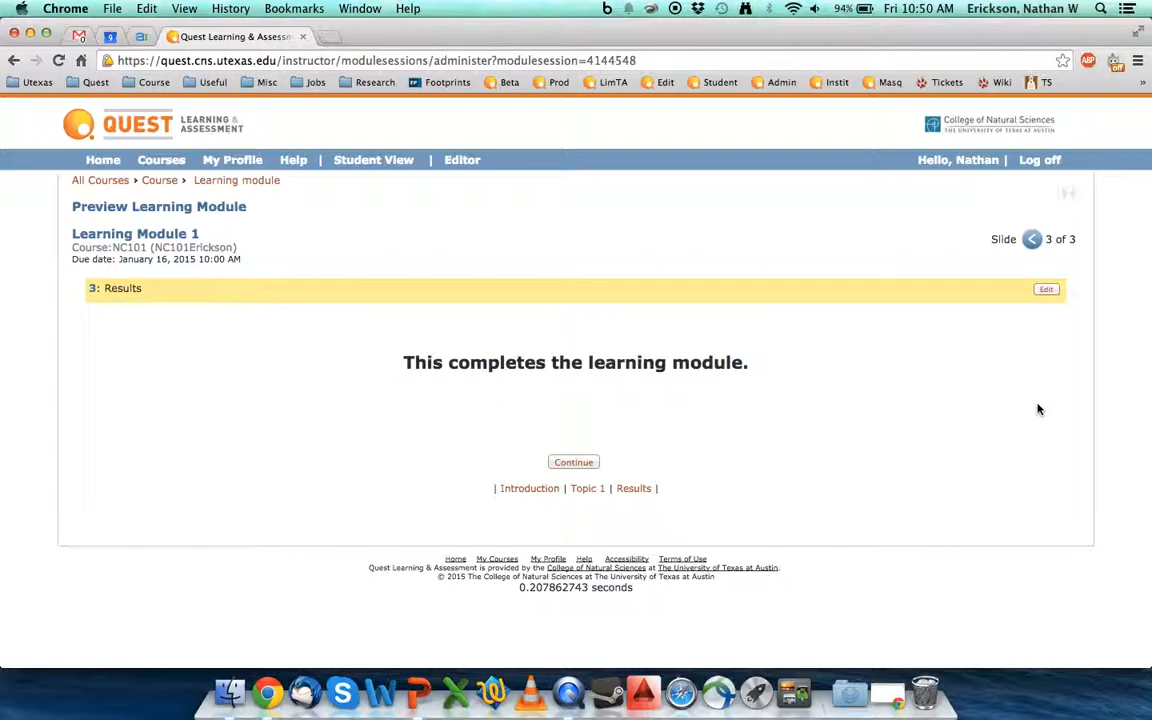 Chrome File Edit View History Bookmarks Window Help 94% Fri 10:50 AM Erickson, Nathan W
Quest Learning & Assessm
https://quest.cns.utexas.edu/instructor/modulesessions/administer?modulesession=4144548
Utexas Quest Course Useful Misc Jobs Research Footprints Beta Prod LimTA Edit Student Admin Instit Masq Tickets Wiki T5 »
QUEST LEARNING & ASSESSMENT
College of Natural Sciences
THE UNIVERSITY OF TEXAS AT AUSTIN
Home Courses My Profile Help | Student View | Editor Hello, Nathan | Log off
All Courses › Course › Learning module
Preview Learning Module
Learning Module 1
Course:NC101 (NC101Erickson)
Due date: January 16, 2015 10:00 AM
Slide 3 of 3
3: Results Edit
This completes the learning module.
Continue
| Introduction | Topic 1 | Results |
Home My Courses My Profile Help Accessibility Terms of Use
Quest Learning & Assessment is provided by the College of Natural Sciences at The University of Texas at Austin.
© 2015 The College of Natural Sciences at The University of Texas at Austin
0.207862743 seconds